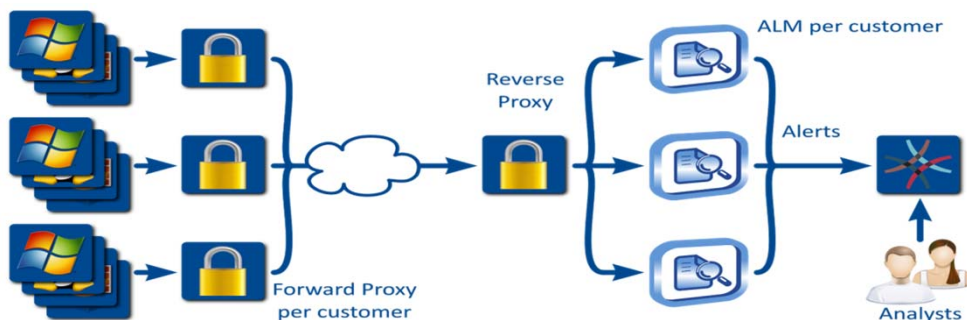 ALM per customer
Reverse
Proxy
Alerts
Forward Proxy
per customer
Analysts